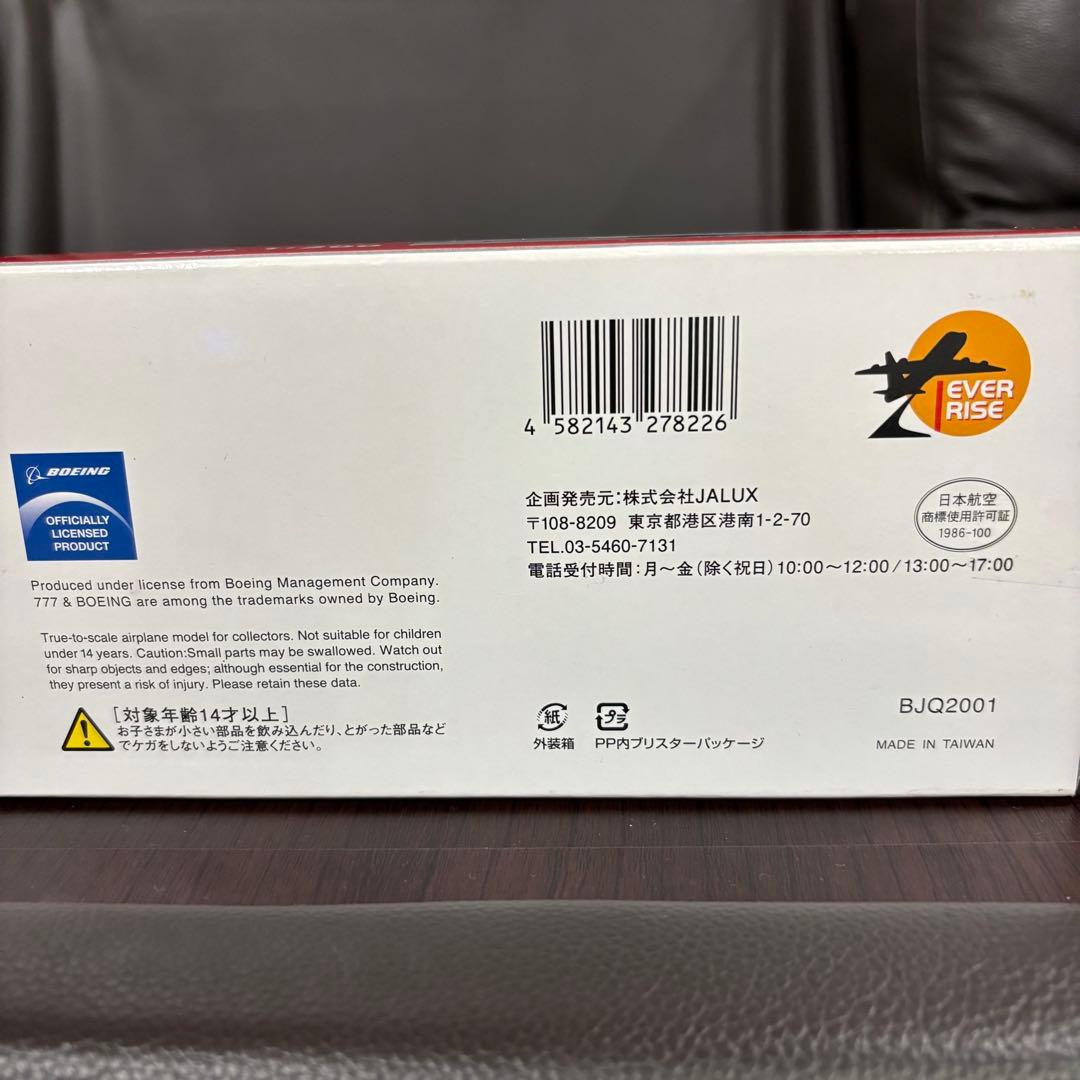 BOEING
OFFICIALLY
LICENSED
PRODUCT
Produced under license from Boeing Management Company.
777 & BOEING are among the trademarks owned by Boeing.
True-to-scale airplane model for collectors. Not suitable for children
under 14 years. Caution:Small parts may be swallowed. Watch out
for sharp objects and edges; although essential for the construction,
they present a risk of injury. Please retain these data.
[対象年齢14才以上]
お子さまが小さい部品を飲み込んだり、とがった部品など
でケガをしないようご注意ください。
4 582143 278226
EVER
RISE
企画発売元:株式会社JALUX
〒108-8209 東京都港区港南1-2-70
TEL.03-5460-7131
電話受付時間:月～金(除く祝日)10:00～12:00/13:00～17:00
日本航空
商標使用許可証
1986-100
紙
外装箱
プラ
PP内ブリスターパッケージ
BJQ2001
MADE IN TAIWAN